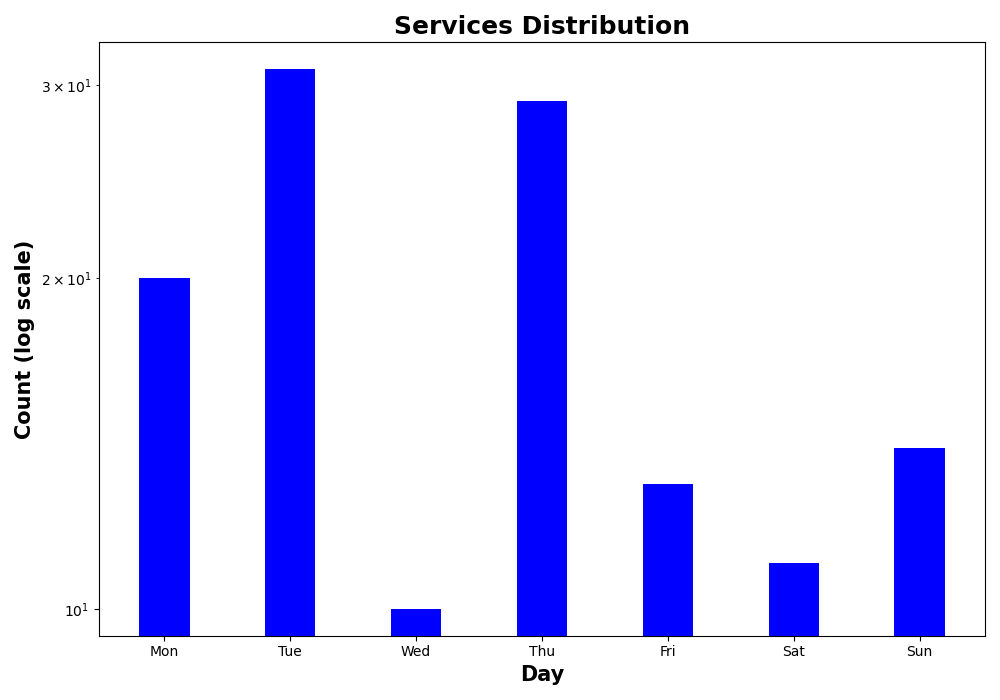 Services Distribution
Count (log scale)
3 × 10¹
2 × 10¹
10¹
Mon Tue Wed Thu Fri Sat Sun
Day